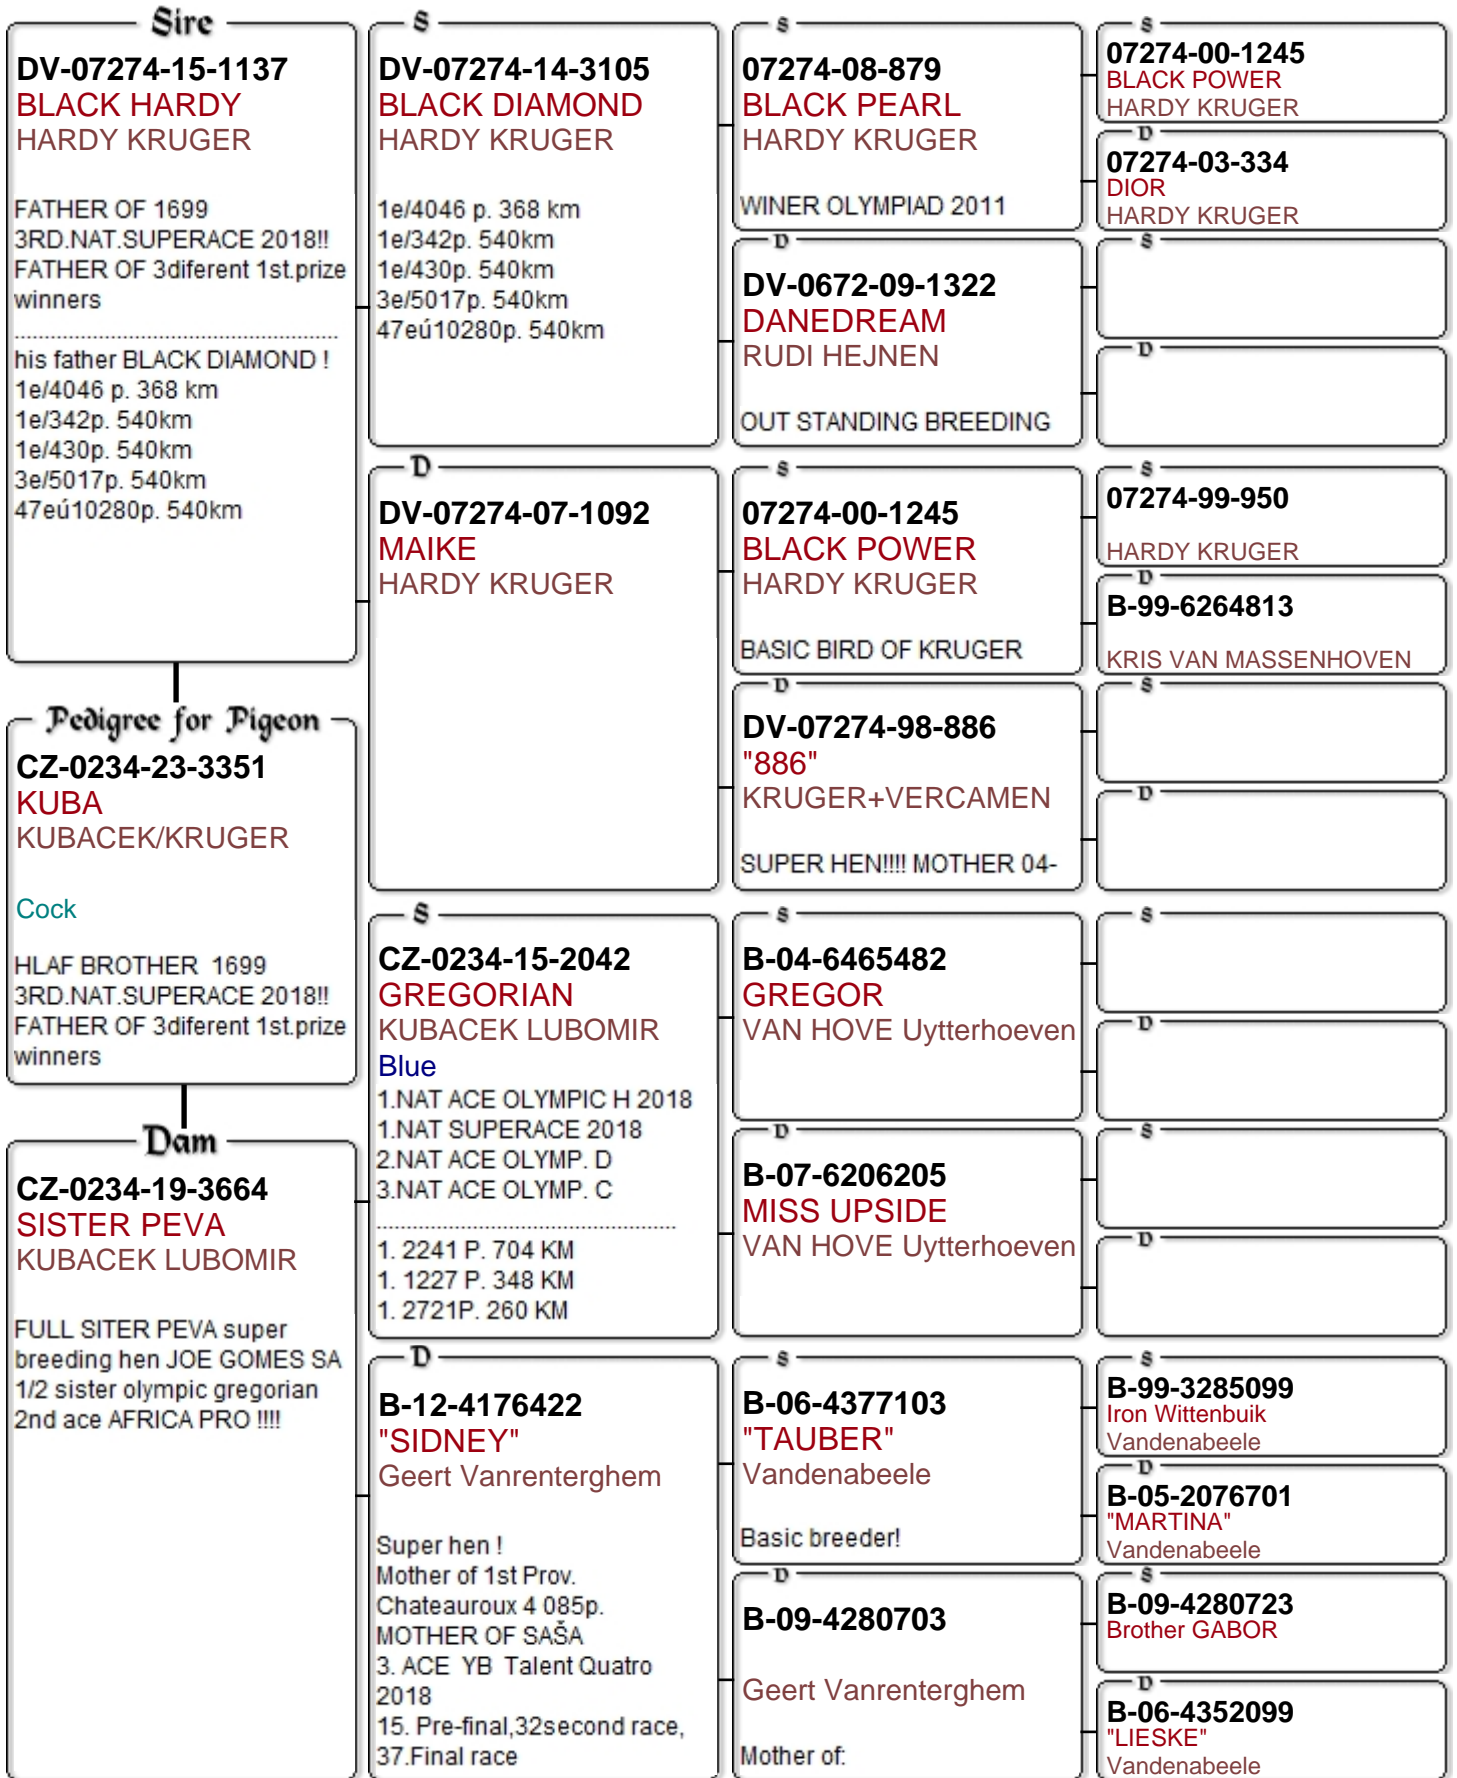 Sire
DV-07274-15-1137
BLACK HARDY
HARDY KRUGER
FATHER OF 1699
3RD.NAT.SUPERACE 2018!!
FATHER OF 3diferent 1st.prize
winners
his father BLACK DIAMOND !
1e/4046 p. 368 km
1e/342p. 540km
1e/430p. 540km
3e/5017p. 540km
47eú10280p. 540km
Pedigree for Pigeon
CZ-0234-23-3351
KUBA
KUBACEK/KRUGER
Cock
HLAF BROTHER 1699
3RD.NAT.SUPERACE 2018!!
FATHER OF 3diferent 1st.prize
winners
Dam
CZ-0234-19-3664
SISTER PEVA
KUBACEK LUBOMIR
FULL SITER PEVA super
breeding hen JOE GOMES SA
1/2 sister olympic gregorian
2nd ace AFRICA PRO !!!!
S
DV-07274-14-3105
BLACK DIAMOND
HARDY KRUGER
1e/4046 p. 368 km
1e/342p. 540km
1e/430p. 540km
3e/5017p. 540km
47eú10280p. 540km
D
DV-07274-07-1092
MAIKE
HARDY KRUGER
S
CZ-0234-15-2042
GREGORIAN
KUBACEK LUBOMIR
Blue
1.NAT ACE OLYMPIC H 2018
1.NAT SUPERACE 2018
2.NAT ACE OLYMP. D
3.NAT ACE OLYMP. C
1. 2241 P. 704 KM
1. 1227 P. 348 KM
1. 2721P. 260 KM
D
B-12-4176422
"SIDNEY"
Geert Vanrenterghem
Super hen !
Mother of 1st Prov.
Chateauroux 4 085p.
MOTHER OF SAŠA
3. ACE YB Talent Quatro
2018
15. Pre-final,32second race,
37.Final race
S
07274-08-879
BLACK PEARL
HARDY KRUGER
WINER OLYMPIAD 2011
D
DV-0672-09-1322
DANEDREAM
RUDI HEJNEN
OUT STANDING BREEDING
S
07274-00-1245
BLACK POWER
HARDY KRUGER
BASIC BIRD OF KRUGER
D
DV-07274-98-886
"886"
KRUGER+VERCAMEN
SUPER HEN!!!! MOTHER 04-
S
B-04-6465482
GREGOR
VAN HOVE Uytterhoeven
D
B-07-6206205
MISS UPSIDE
VAN HOVE Uytterhoeven
S
B-06-4377103
"TAUBER"
Vandenabeele
Basic breeder!
D
B-09-4280703
Geert Vanrenterghem
Mother of:
S
07274-00-1245
BLACK POWER
HARDY KRUGER
D
07274-03-334
DIOR
HARDY KRUGER
S
D
S
07274-99-950
HARDY KRUGER
D
B-99-6264813
KRIS VAN MASSENHOVEN
S
D
S
D
S
D
S
B-99-3285099
Iron Wittenbuik
Vandenabeele
D
B-05-2076701
"MARTINA"
Vandenabeele
S
B-09-4280723
Brother GABOR
D
B-06-4352099
"LIESKE"
Vandenabeele